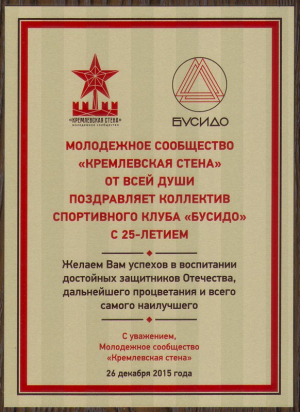 «КРЕМЛЕВСКАЯ СТЕНА»
МОЛОДЕЖНОЕ СООБЩЕСТВО
БУСИДО
МОЛОДЕЖНОЕ СООБЩЕСТВО
«КРЕМЛЕВСКАЯ СТЕНА»
ОТ ВСЕЙ ДУШИ
ПОЗДРАВЛЯЕТ КОЛЛЕКТИВ
СПОРТИВНОГО КЛУБА «БУСИДО»
С 25-ЛЕТИЕМ
Желаем Вам успехов в воспитании
достойных защитников Отечества,
дальнейшего процветания и всего
самого наилучшего
С уважением,
Молодежное сообщество
«Кремлевская стена»
26 декабря 2015 года